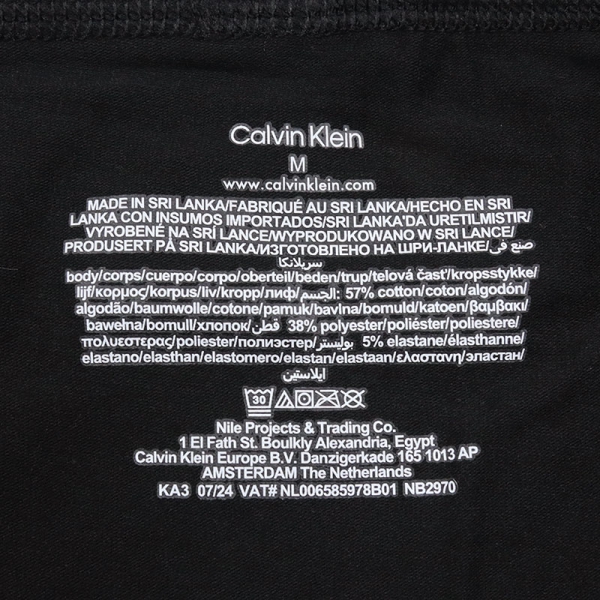 Calvin Klein
M
www.calvinklein.com
MADE IN SRI LANKA/FABRIQUÉ AU SRI LANKA/HECHO EN SRI
LANKA CON INSUMOS IMPORTADOS/SRI LANKA'DA URETILMISTIR/
VYROBENÉ NA SRÍ LANCE/WYPRODUKOWANO W SRI LANCE/
PRODUSERT PÅ SRI LANKA/ИЗГОТОВЛЕНО НА ШРИ-ЛАНКЕ/صنع في
سريلانكا
body/corps/cuerpo/corpo/oberteil/beden/trup/telová časť/kropsstykke/
lijf/κορμος/korpus/liv/kropp/лиф/الجسم: 57% cotton/coton/algodón/
algodão/baumwolle/cotone/pamuk/bavlna/bomuld/katoen/βαμβακι/
bawełna/bomull/хлопок/قطن 38% polyester/poliéster/poliestere/
πολυεστερας/poliester/полиэстер/بوليستر 5% elastane/élasthanne/
elastano/elasthan/elastomero/elastan/elastaan/ελαστανη/эластан/
ايلاستين
30
Nile Projects & Trading Co.
1 El Fath St. Boulkly Alexandria, Egypt
Calvin Klein Europe B.V. Danzigerkade 165 1013 AP
AMSTERDAM The Netherlands
KA3 07/24 VAT# NL006585978B01 NB2970